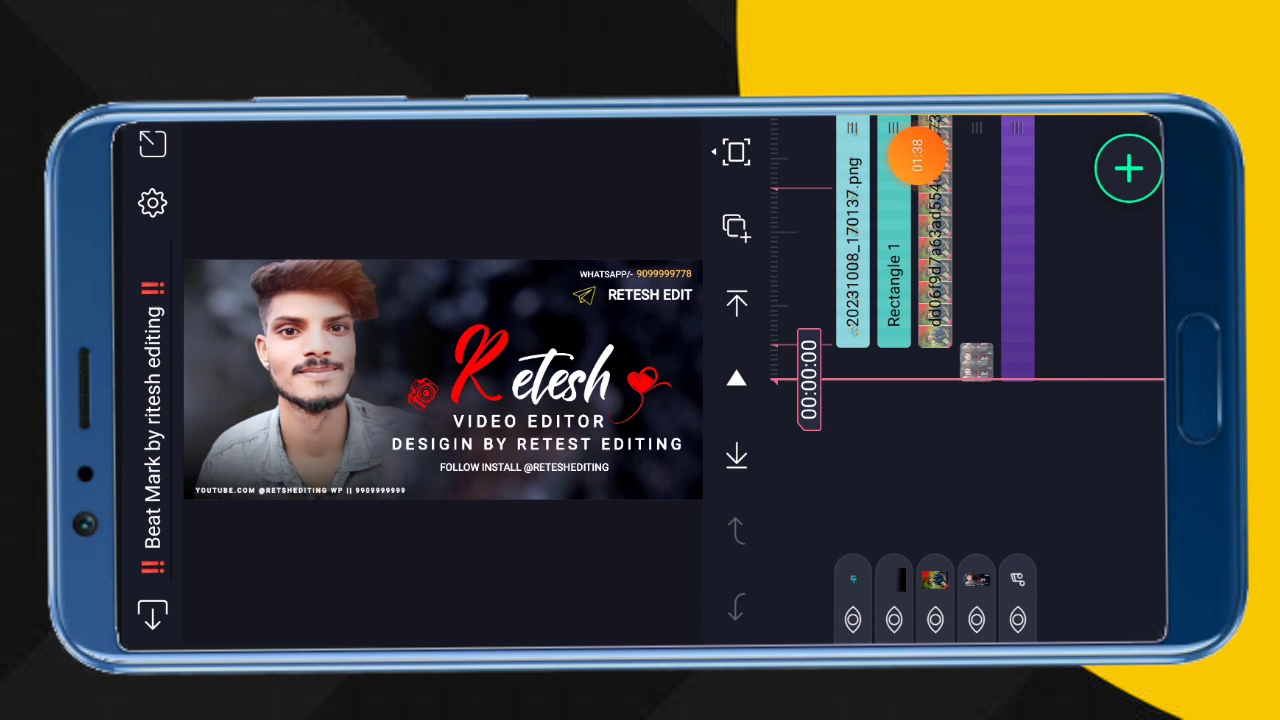 ‼ Beat Mark by ritesh editing ‼
WHATSAPP/- 9099999778
RETESH EDIT
Retesh
VIDEO EDITOR
DESIGIN BY RETEST EDITING
FOLLOW INSTALL @RETESHEDITING
YOUTUBE.COM @RETSHEDITING WP || 9909999999
00:00:00
20231008_170137.png
Rectangle 1
01:38